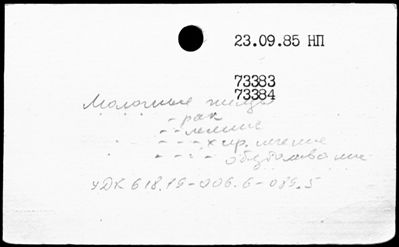 23.09.85 НП
73383
73384
Молочные железы
- рак
- - лечение
- - - хир. лечение
- - - - обезболивание
УДК 618.19-006.6-089.5